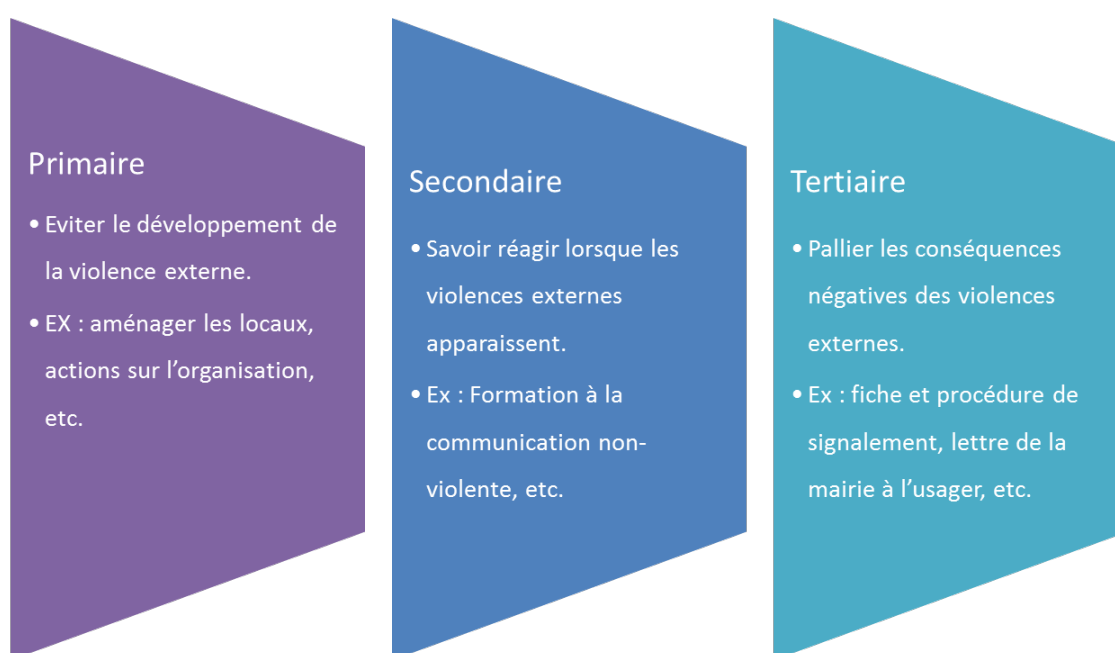 Primaire
• Eviter le développement de
la violence externe.
• EX : aménager les locaux,
actions sur l’organisation,
etc.
Secondaire
• Savoir réagir lorsque les
violences externes
apparaissent.
• Ex : Formation à la
communication non-
violente, etc.
Tertiaire
• Pallier les conséquences
négatives des violences
externes.
• Ex : fiche et procédure de
signalement, lettre de la
mairie à l’usager, etc.